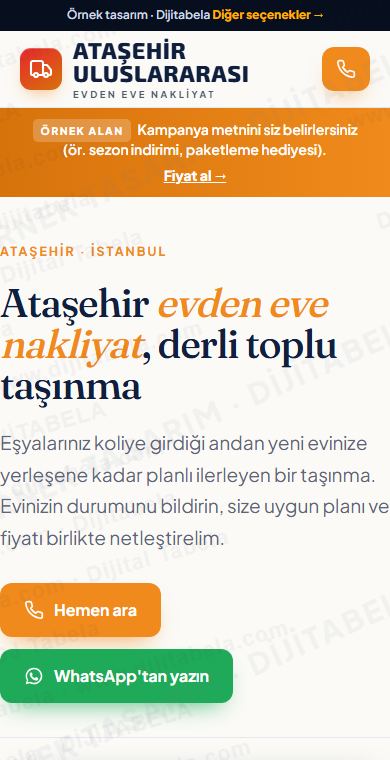 Örnek tasarım · Dijitabela Diğer seçenekler →
ATAŞEHİR
ULUSLARARASI
EVDEN EVE NAKLİYAT
ÖRNEK ALAN Kampanya metnini siz belirlersiniz
(ör. sezon indirimi, paketleme hediyesi).
Fiyat al →
ATAŞEHİR · İSTANBUL
Ataşehir evden eve
nakliyat, derli toplu
taşınma
Eşyalarınız koliye girdiği andan yeni evinize
yerleşene kadar planlı ilerleyen bir taşınma.
Evinizin durumunu bildirin, size uygun planı ve
fiyatı birlikte netleştirelim.
Hemen ara
WhatsApp'tan yazın